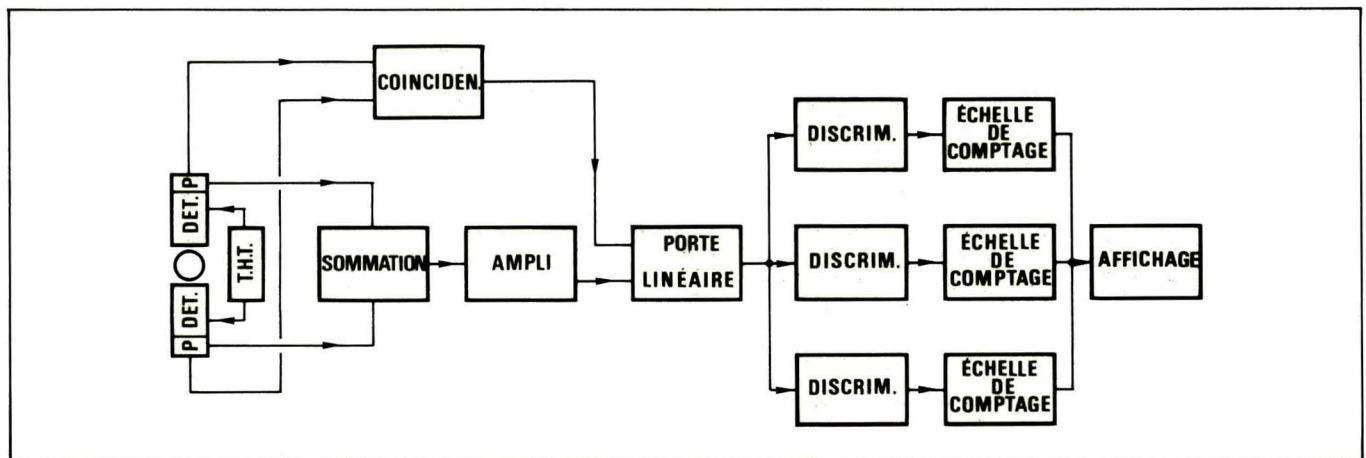 COINCIDEN.
P
DET.
T.H.T.
DET.
P
SOMMATION
AMPLI
PORTE
LINÉAIRE
DISCRIM.
ÉCHELLE
DE
COMPTAGE
DISCRIM.
ÉCHELLE
DE
COMPTAGE
DISCRIM.
ÉCHELLE
DE
COMPTAGE
AFFICHAGE